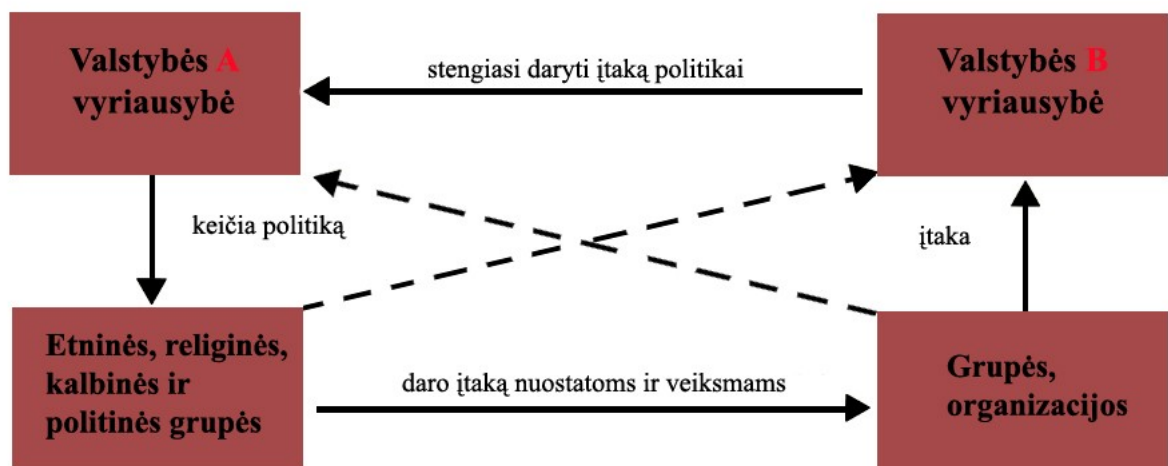 Valstybės A
vyriausybė
stengiasi daryti įtaką politikai
Valstybės B
vyriausybė
keičia politiką
įtaka
Etninės, religinės,
kalbinės ir
politinės grupės
daro įtaką nuostatoms ir veiksmams
Grupės,
organizacijos